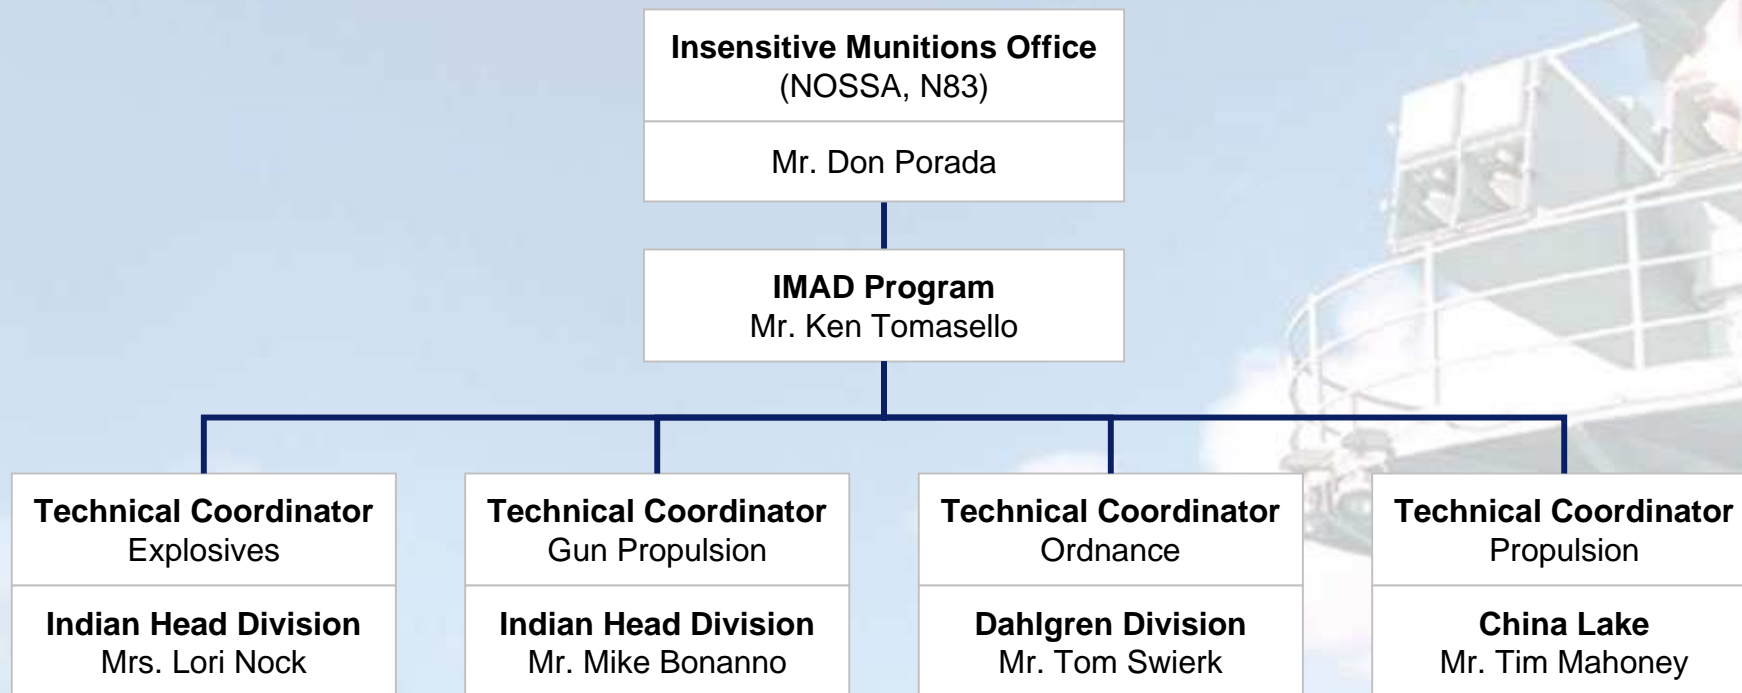 Insensitive Munitions Office
(NOSSA, N83)
Mr. Don Porada
IMAD Program
Mr. Ken Tomasello
Technical Coordinator
Explosives
Indian Head Division
Mrs. Lori Nock
Technical Coordinator
Gun Propulsion
Indian Head Division
Mr. Mike Bonanno
Technical Coordinator
Ordnance
Dahlgren Division
Mr. Tom Swierk
Technical Coordinator
Propulsion
China Lake
Mr. Tim Mahoney